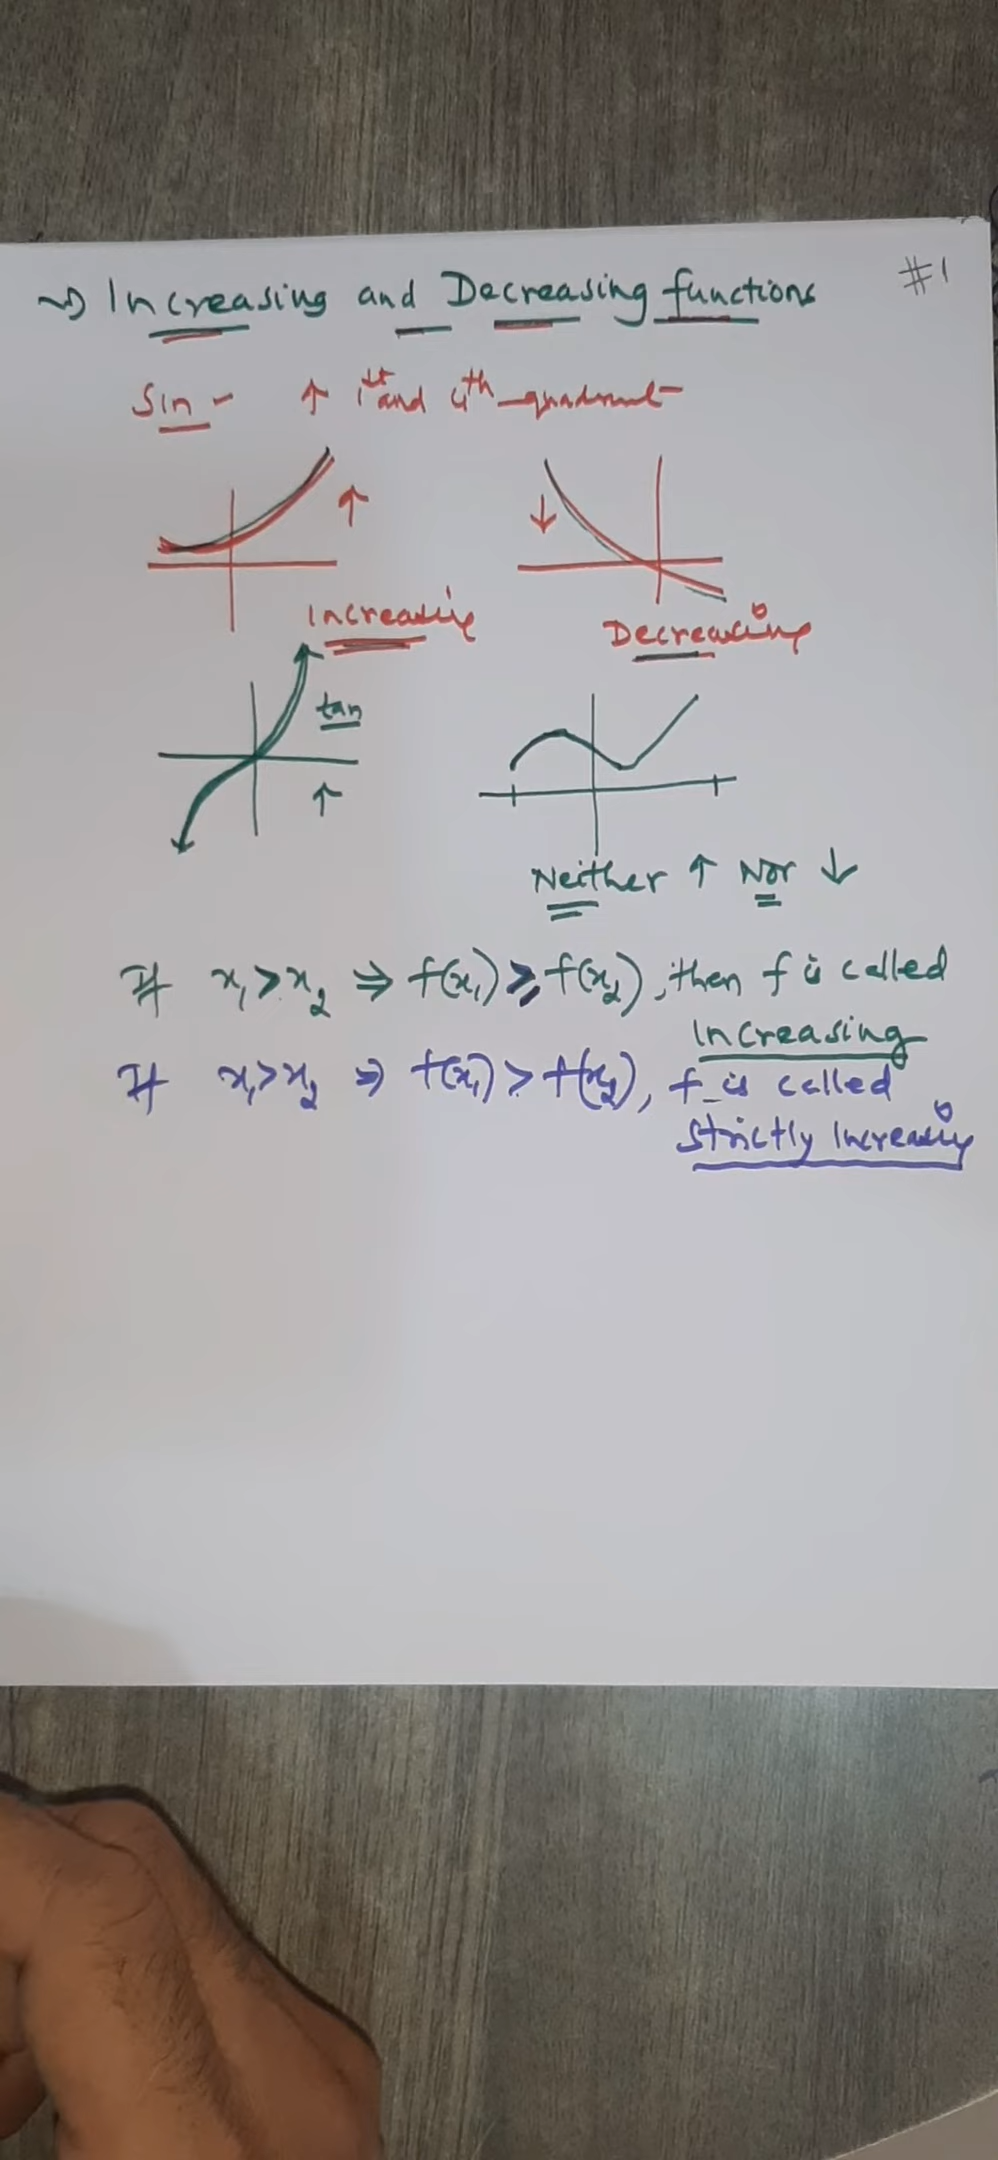 ~> Increasing and Decreasing functions
#1
Sin - ↑ 1st and 4th quadrant
↑
↓
Increasing
Decreasing
tan
↑
Neither ↑ Nor ↓
If x₁>x₂ ⇒ f(x₁)≥f(x₂), then f is called
Increasing
If x₁>x₂ ⇒ f(x₁)>f(x₂), f is called
Strictly Increasing